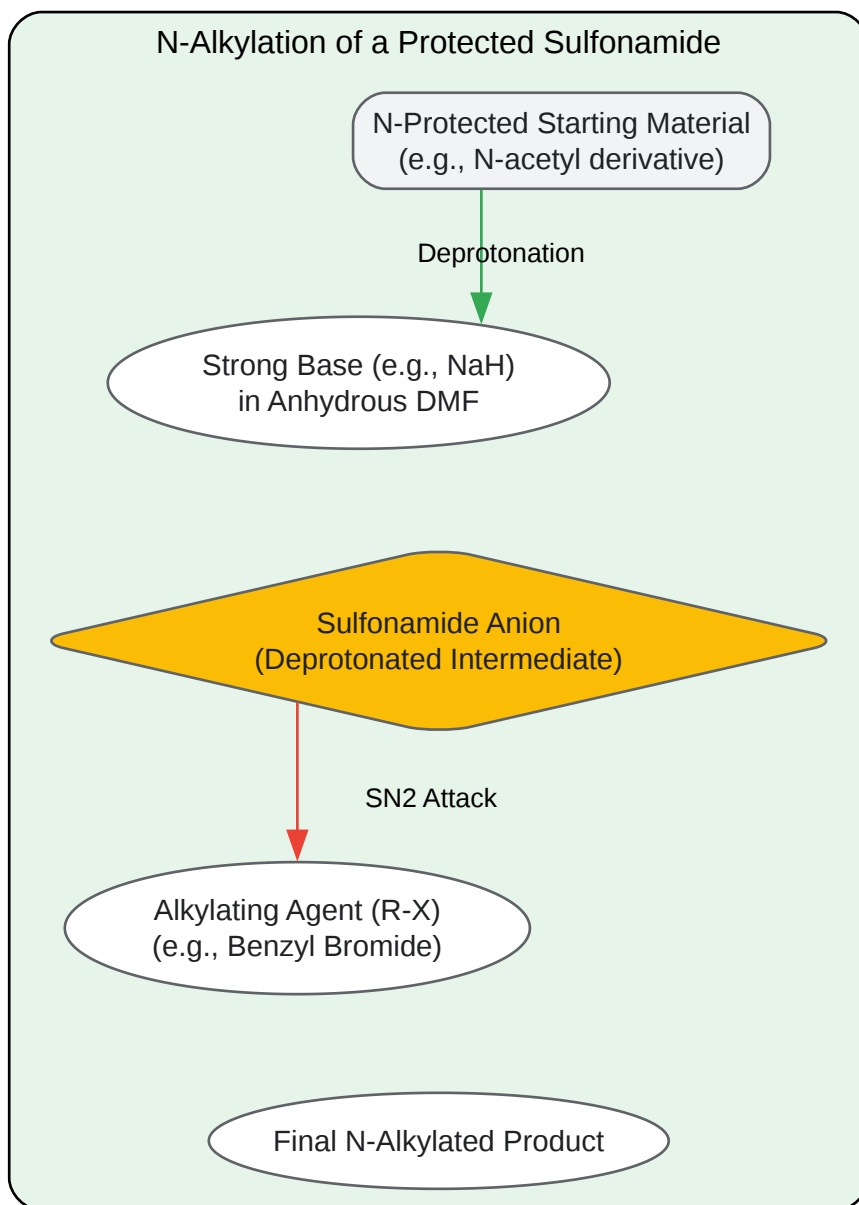 N-Alkylation of a Protected Sulfonamide
N-Protected Starting Material
(e.g., N-acetyl derivative)
Deprotonation
Strong Base (e.g., NaH)
in Anhydrous DMF
Sulfonamide Anion
(Deprotonated Intermediate)
SN2 Attack
Alkylating Agent (R-X)
(e.g., Benzyl Bromide)
Final N-Alkylated Product